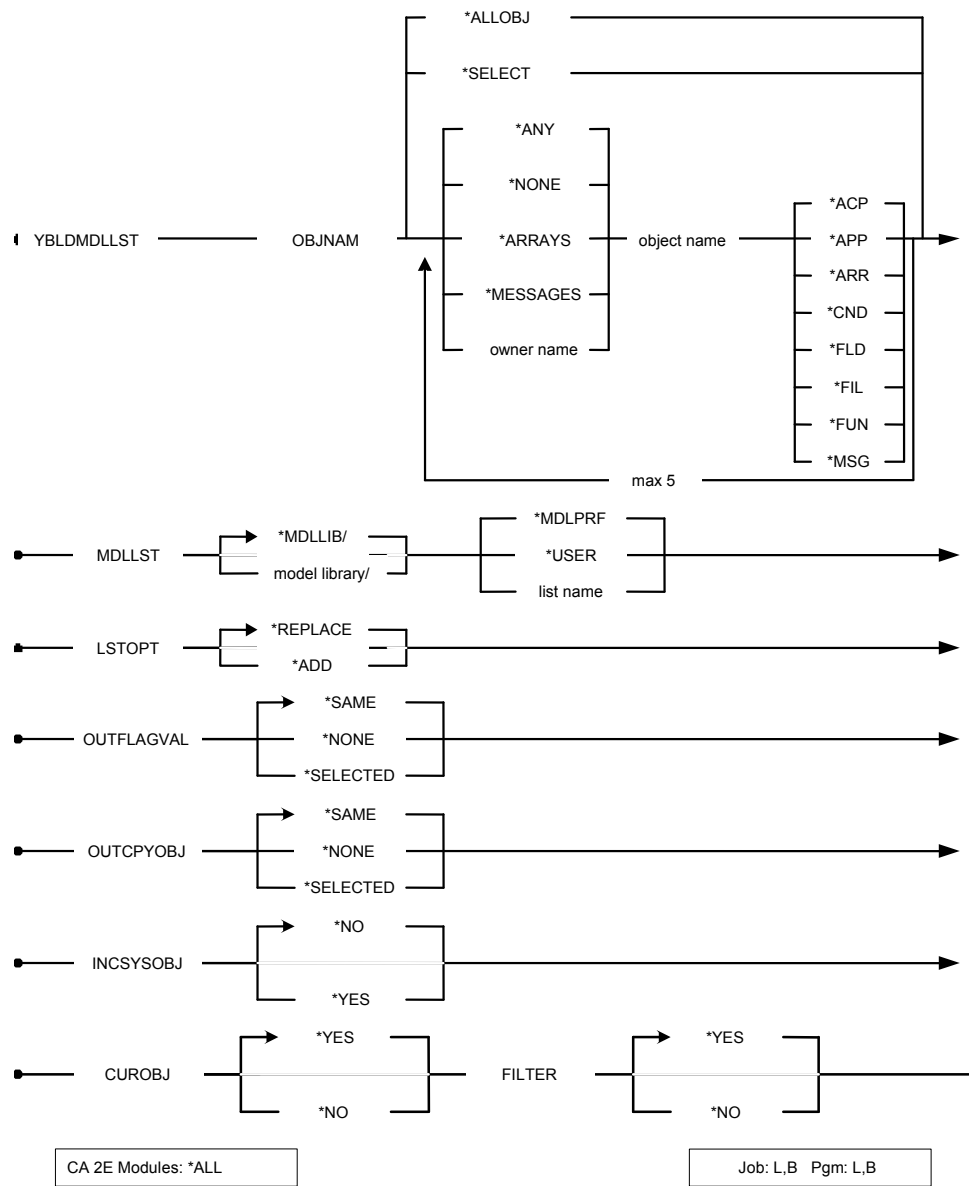 *ALLOBJ
*SELECT
*ANY
*NONE
*ACP
YBLDMDLLST OBJNAM *ARRAYS object name *APP
*ARR
*MESSAGES
*CND
owner name
*FLD
*FIL
*FUN
*MSG
max 5
*MDLLIB/ *MDLPRF
MDLLST *USER
model library/ list name
*REPLACE
LSTOPT
*ADD
*SAME
OUTFLAGVAL *NONE
*SELECTED
*SAME
OUTCPYOBJ *NONE
*SELECTED
*NO
INCSYSOBJ
*YES
*YES *YES
CUROBJ FILTER
*NO *NO
CA 2E Modules: *ALL Job: L,B Pgm: L,B